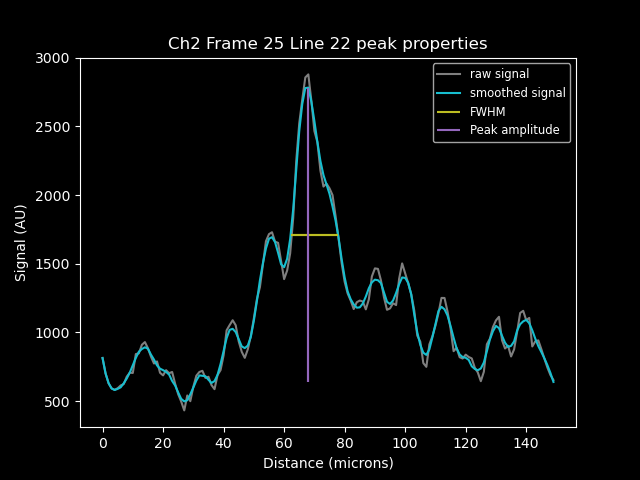 Ch2 Frame 25 Line 22 peak properties
3000
2500
2000
1500
1000
500
Signal (AU)
raw signal
smoothed signal
FWHM
Peak amplitude
0 20 40 60 80 100 120 140
Distance (microns)